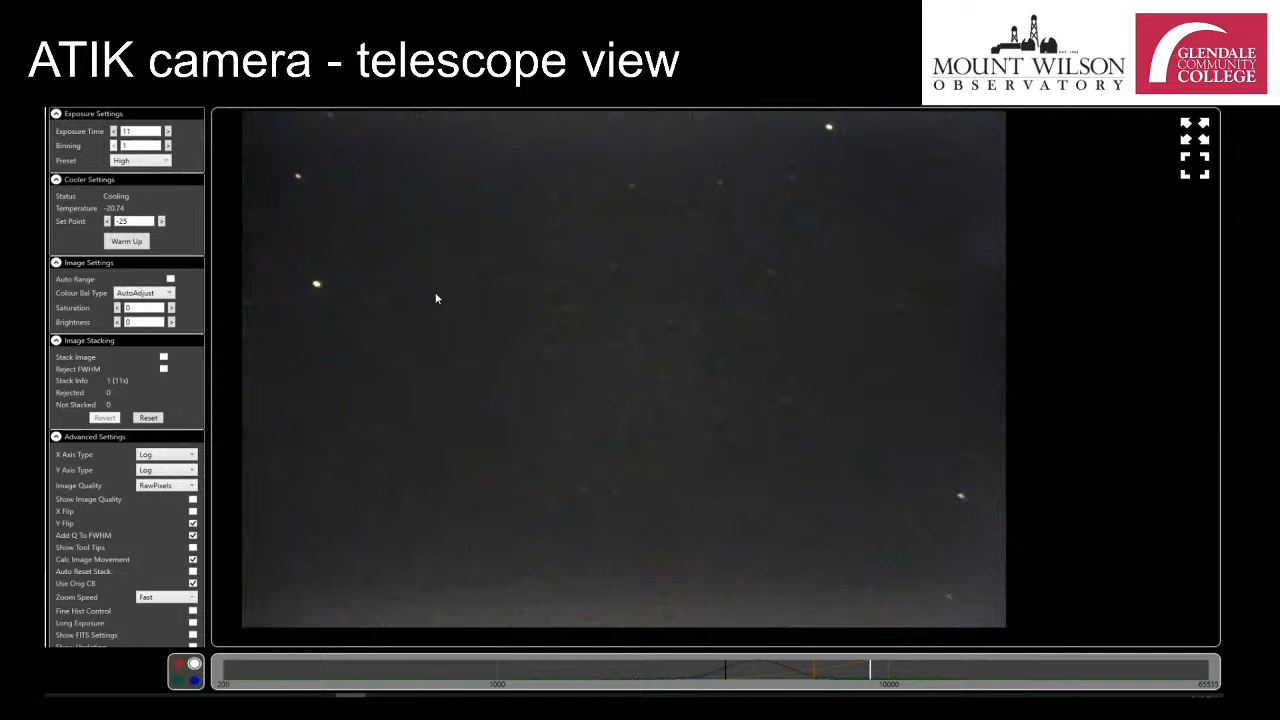 ATIK camera - telescope view
MOUNT WILSON
OBSERVATORY
GLENDALE
COMMUNITY
COLLEGE
Exposure Settings
Exposure Time < 11 >
Binning < 1 >
Preset High
Cooler Settings
Status Cooling
Temperature -20.74
Set Point < -25 >
Warm Up
Image Settings
Auto Range
Colour Bal Type AutoAdjust
Saturation < 0 >
Brightness < 0 >
Image Stacking
Stack Image
Reject FWHM
Stack Info 1 (11s)
Rejected 0
Not Stacked 0
Revert Reset
Advanced Settings
X Axis Type Log
Y Axis Type Log
Image Quality RawPixels
Show Image Quality
X Flip
Y Flip
Add Q To FWHM
Show Tool Tips
Calc Image Movement
Auto Reset Stack
Use Orig CB
Zoom Speed Fast
Fine Hist Control
Long Exposure
Show FITS Settings
200 1000 10000 65535